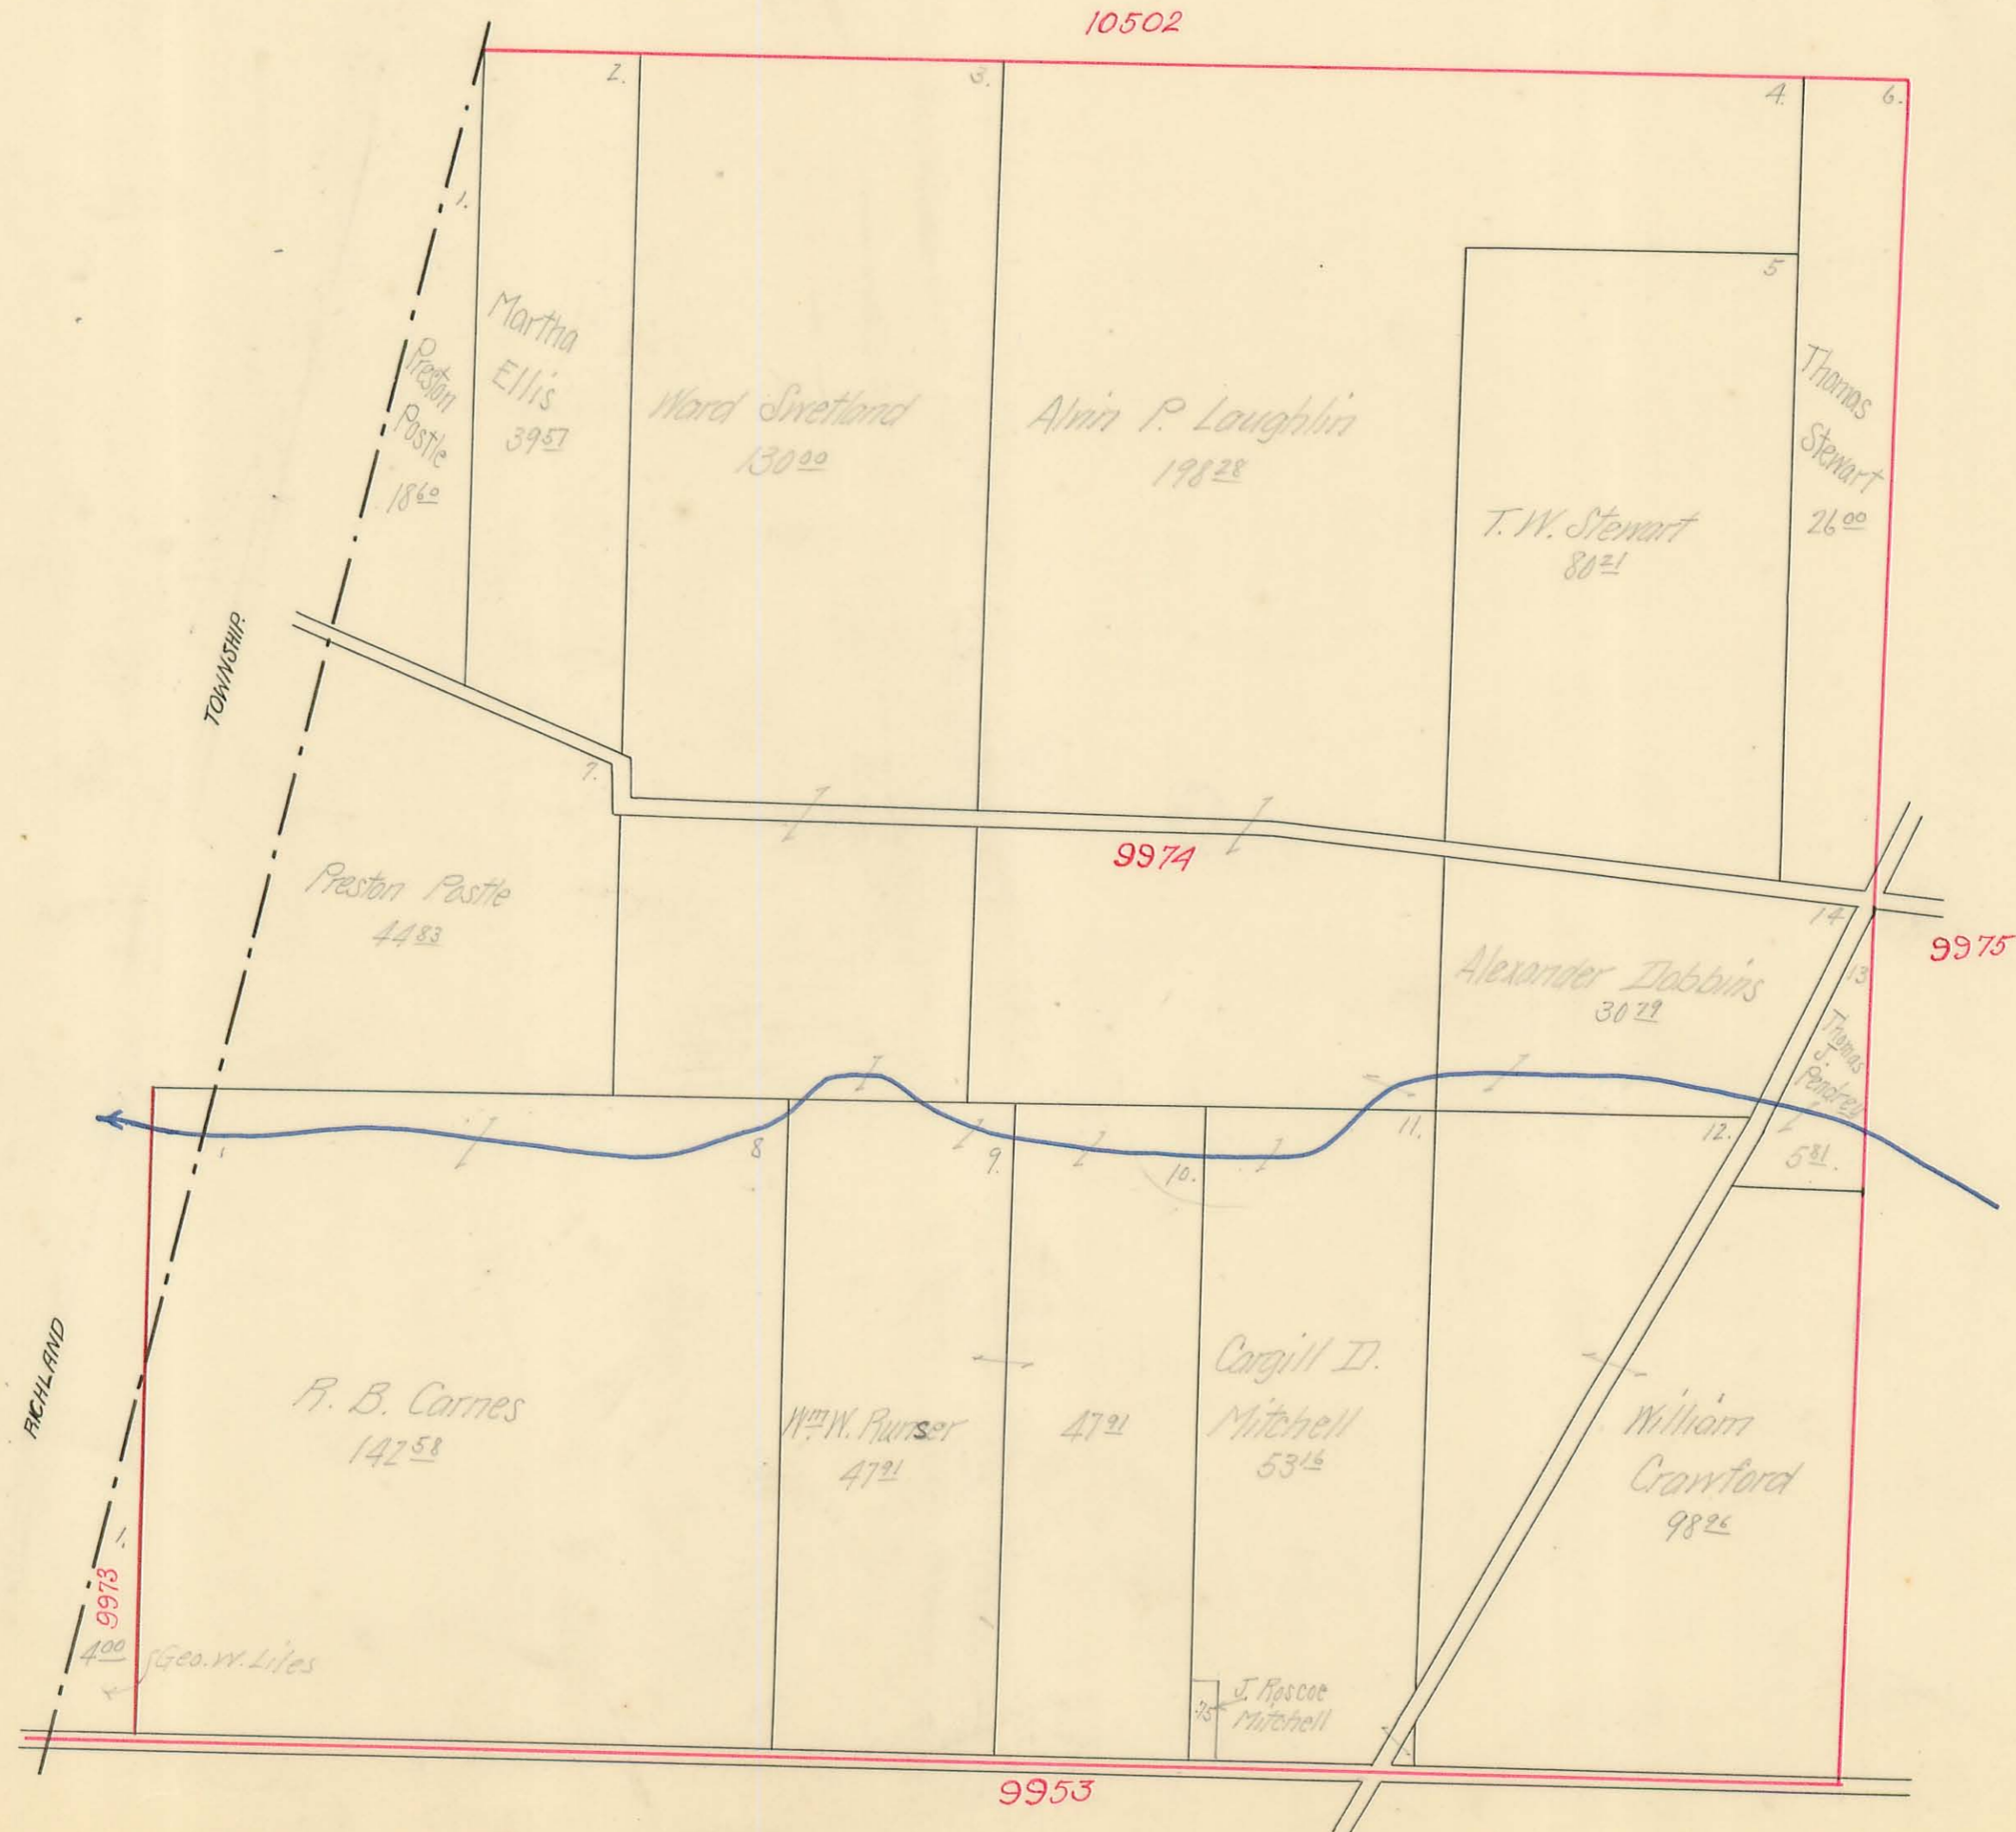 10502
2.
3.
4.
6.
1.
5
Martha
Ellis
39 57
Preston
Postle
18 60
Ward Swetland
130 00
Alvin P. Laughlin
198 28
Thomas
Stewart
26 00
T. W. Stewart
80 21
TOWNSHIP.
7.
9974
Preston Postle
44 83
14
9975
13
Alexander Dobbins
30 79
Thomas
J.
Pendrey
5 81.
8
9.
10.
11.
12.
RICHLAND
R. B. Carnes
142 58
Wm W. Runser
47 91
47 91
Cargill D.
Mitchell
53 16
William
Crawford
98 96
1.
9973
4 00
Geo. W. Liles
.75
J. Roscoe
Mitchell
9953